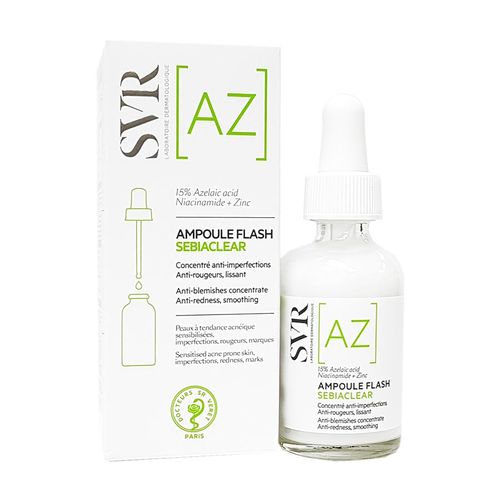 SVR
LABORATOIRE DERMATOLOGIQUE
[AZ]
15% Azelaic acid
Niacinamide + Zinc
AMPOULE FLASH
SEBIACLEAR
Concentré anti-imperfections
Anti-rougeurs, lissant
Anti-blemishes concentrate
Anti-redness, smoothing
Peaux à tendance acnéique
sensibilisées,
imperfections, rougeurs, marques
Sensitised acne prone skin,
imperfections, redness, marks
DOCTEURS SR VERET
PARIS
SVR
LABORATOIRE DERMATOLOGIQUE
[AZ]
15% Azelaic acid
Niacinamide + Zinc
AMPOULE FLASH
SEBIACLEAR
Concentré anti-imperfections
Anti-rougeurs, lissant
Anti-blemishes concentrate
Anti-redness, smoothing